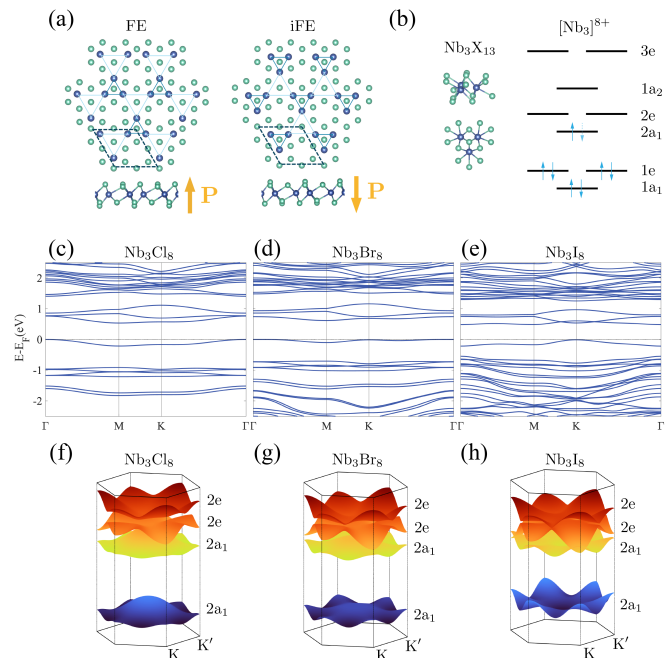 (a)
FE
iFE
P
P
(b)
[Nb₃]⁸⁺
Nb₃X₁₃
3e
1a₂
2e
2a₁
1e
1a₁
(c)
Nb₃Cl₈
(d)
Nb₃Br₈
(e)
Nb₃I₈
E-E_F(eV)
2
1
0
-1
-2
Γ M K Γ
Γ M K Γ
Γ M K Γ
(f)
Nb₃Cl₈
2e
2e
2a₁
2a₁
K′
K
(g)
Nb₃Br₈
2e
2e
2a₁
2a₁
K′
K
(h)
Nb₃I₈
2e
2e
2a₁
2a₁
K′
K